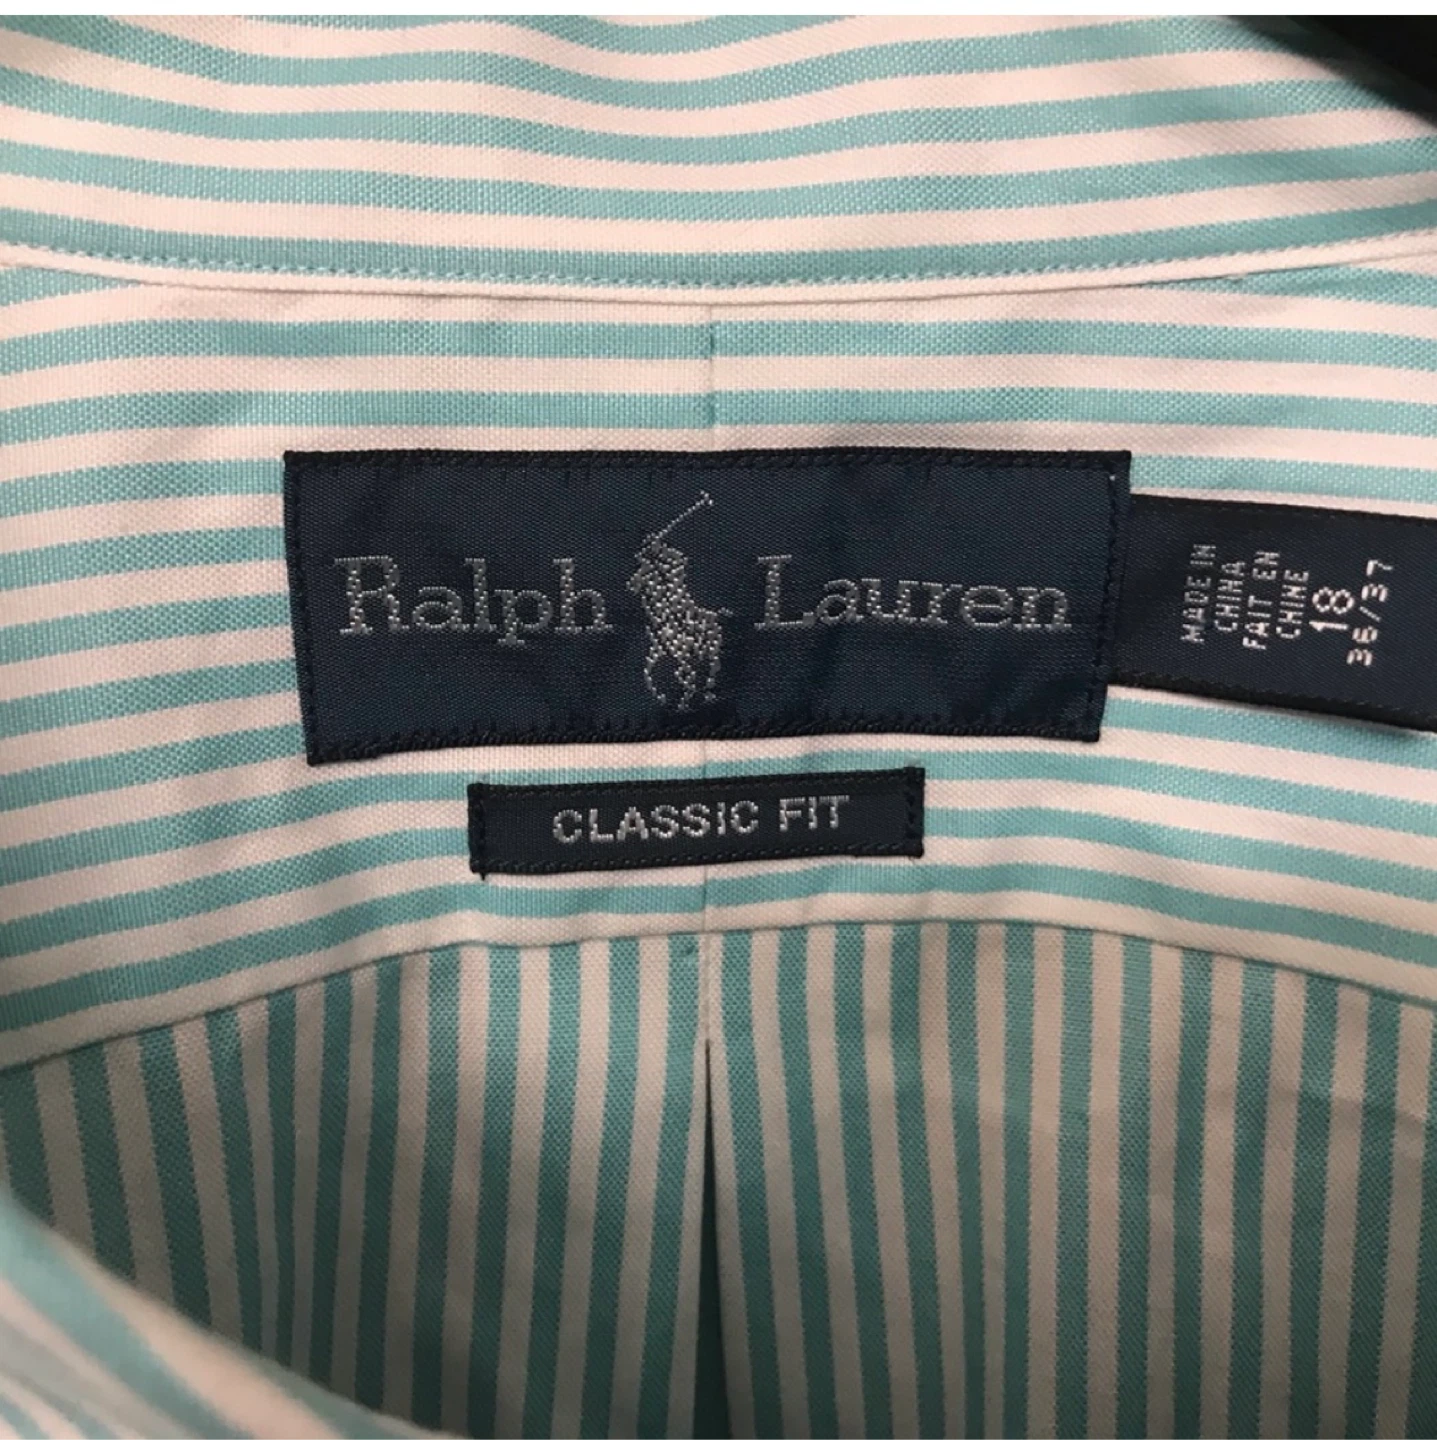 Ralph Lauren
CLASSIC FIT
MADE IN
CHINA
FAIT EN
CHINE
18
36/37